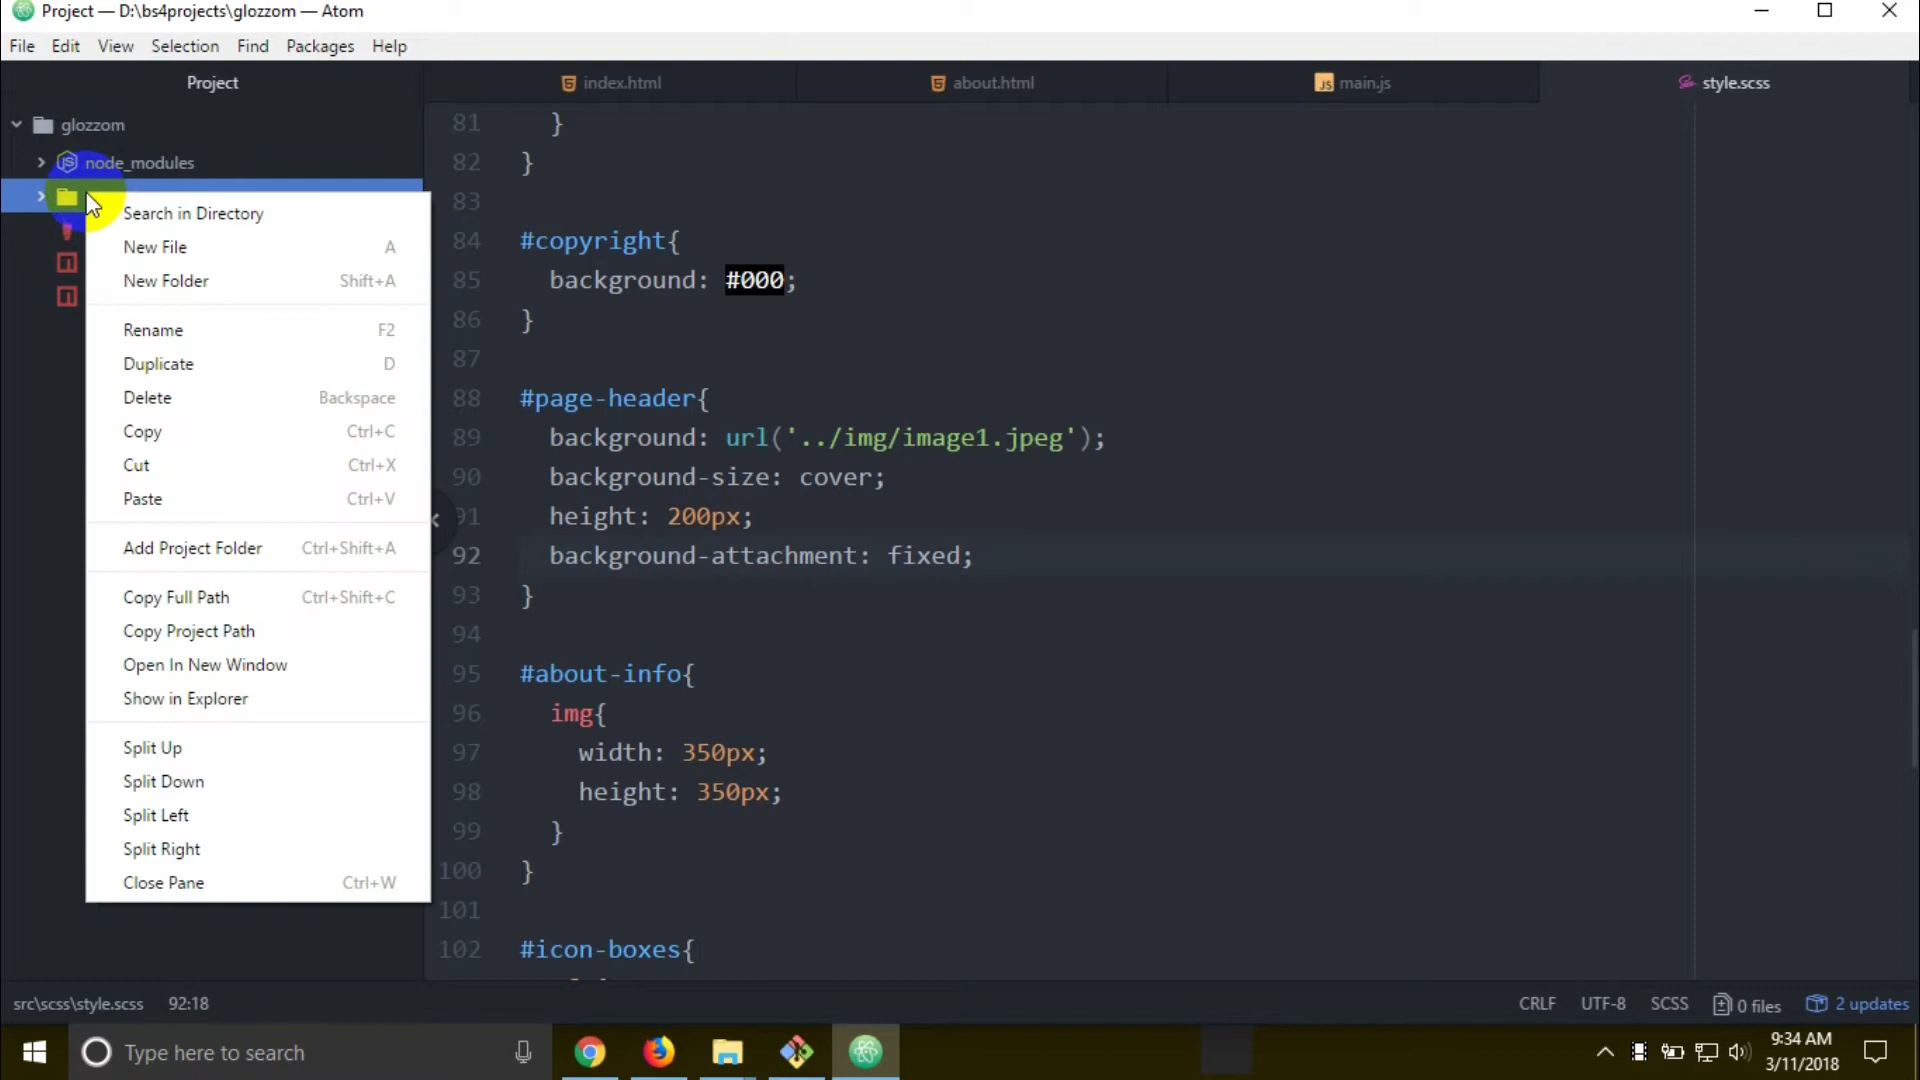 Project — D:\bs4projects\glozzom — Atom
File Edit View Selection Find Packages Help
Project
index.html
about.html
JS main.js
style.scss
glozzom
JS node_modules
Search in Directory
New File A
New Folder Shift+A
Rename F2
Duplicate D
Delete Backspace
Copy Ctrl+C
Cut Ctrl+X
Paste Ctrl+V
Add Project Folder Ctrl+Shift+A
Copy Full Path Ctrl+Shift+C
Copy Project Path
Open In New Window
Show in Explorer
Split Up
Split Down
Split Left
Split Right
Close Pane Ctrl+W
81 }
82 }
83
84 #copyright{
85 background: #000;
86 }
87
88 #page-header{
89 background: url('../img/image1.jpeg');
90 background-size: cover;
91 height: 200px;
92 background-attachment: fixed;
93 }
94
95 #about-info{
96 img{
97 width: 350px;
98 height: 350px;
99 }
100 }
101
102 #icon-boxes{
src\scss\style.scss 92:18
CRLF UTF-8 SCSS 0 files 2 updates
Type here to search
9:34 AM
3/11/2018